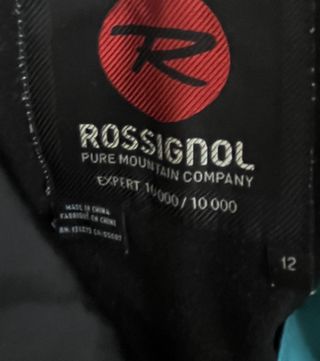 R
ROSSIGNOL
PURE MOUNTAIN COMPANY
EXPERT 10 000 / 10 000
MADE IN CHINA
FABRIQUÉ EN CHINE
12